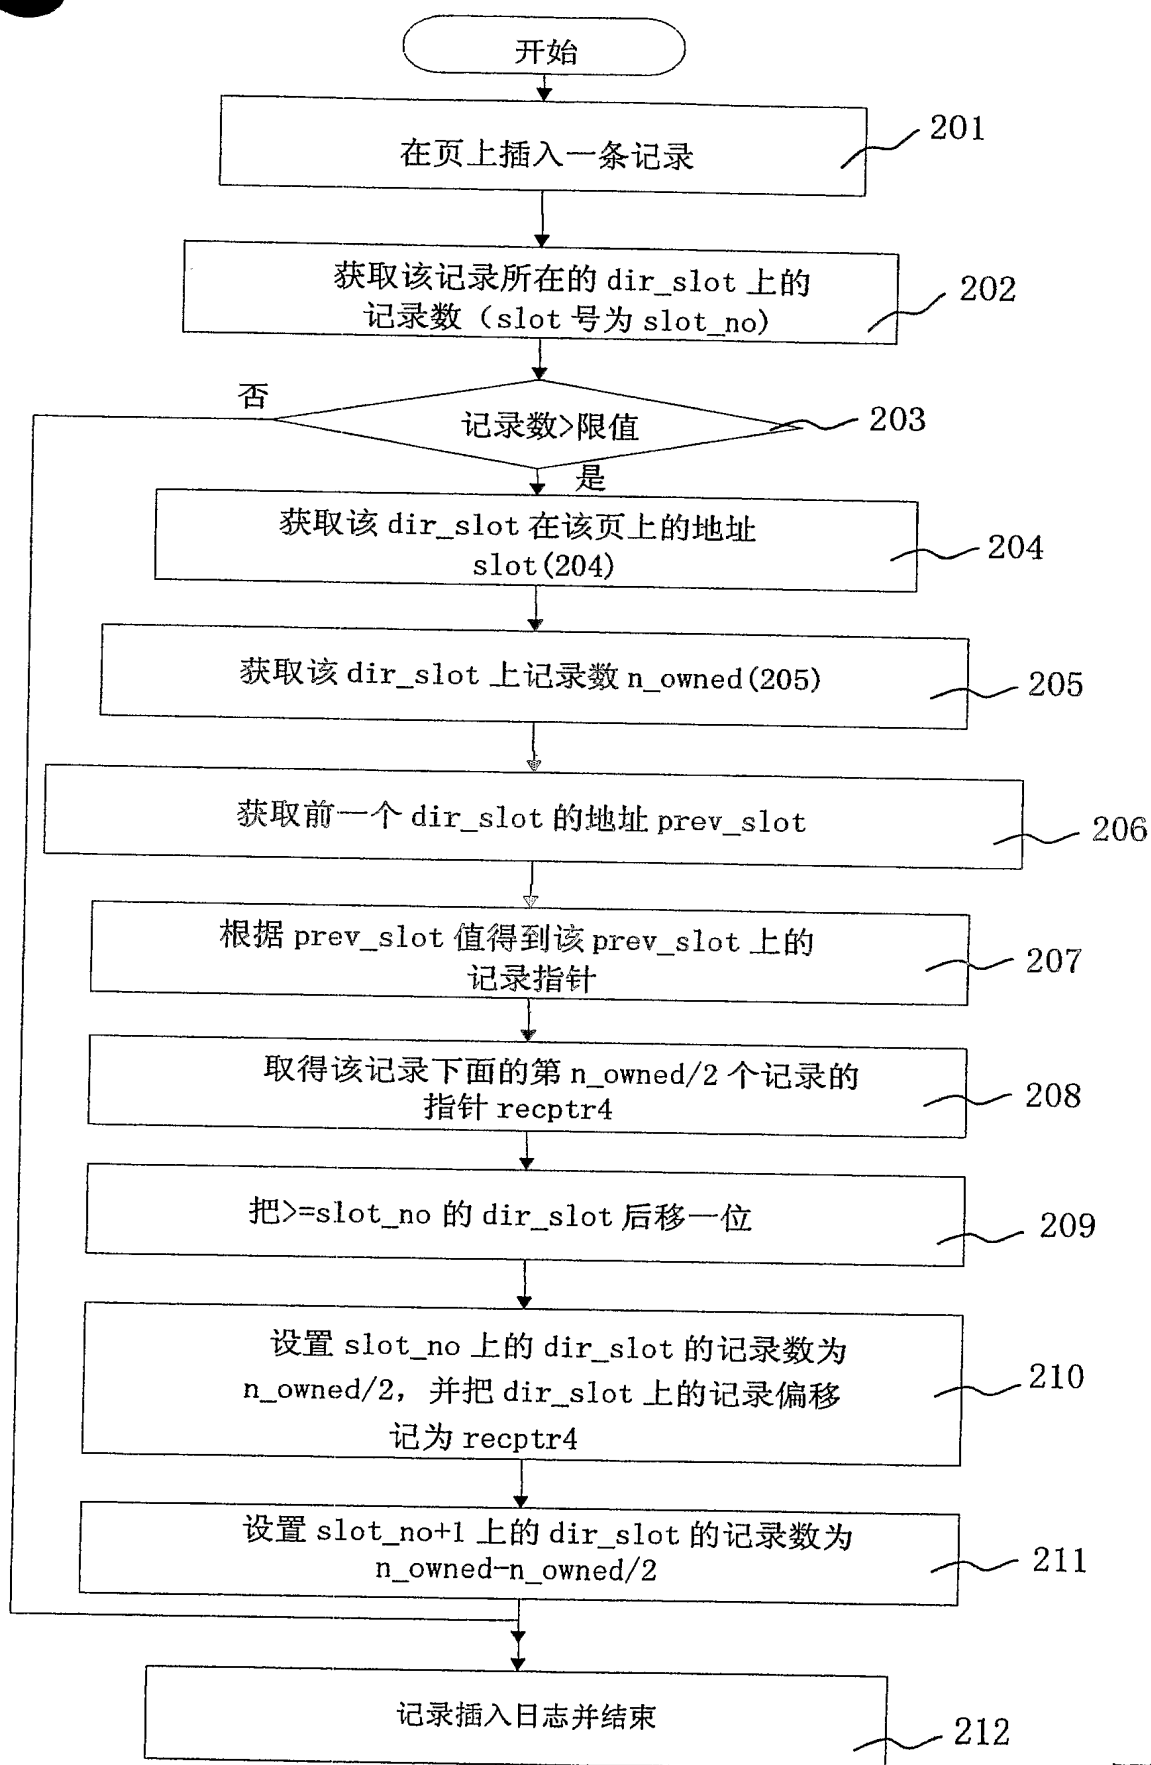 开始
在页上插入一条记录
201
获取该记录所在的 dir_slot 上的
记录数（slot 号为 slot_no)
202
否
记录数>限值
203
是
获取该 dir_slot 在该页上的地址
slot(204)
204
获取该 dir_slot 上记录数 n_owned(205)
205
获取前一个 dir_slot 的地址 prev_slot
206
根据 prev_slot 值得到该 prev_slot 上的
记录指针
207
取得该记录下面的第 n_owned/2 个记录的
指针 recptr4
208
把>=slot_no 的 dir_slot 后移一位
209
设置 slot_no 上的 dir_slot 的记录数为
n_owned/2，并把 dir_slot 上的记录偏移
记为 recptr4
210
设置 slot_no+1 上的 dir_slot 的记录数为
n_owned-n_owned/2
211
记录插入日志并结束
212